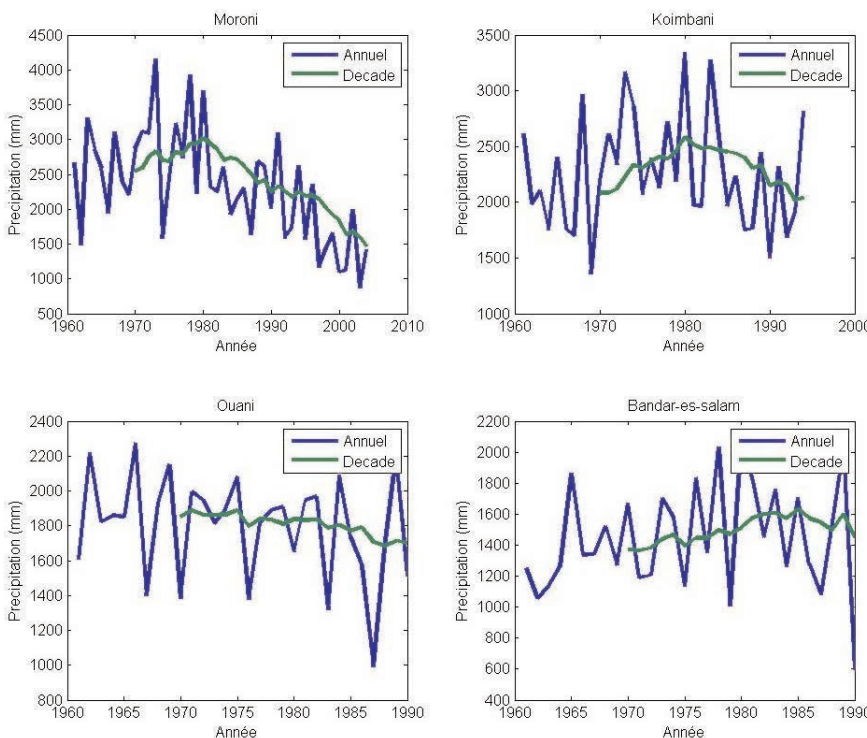 Moroni
4500
4000
3500
3000
2500
2000
1500
1000
500
Precipitation (mm)
1960
1970
1980
1990
2000
2010
Année
Annuel
Decade
Koimbani
3500
3000
2500
2000
1500
1000
Precipitation (mm)
1960
1970
1980
1990
2000
Année
Annuel
Decade
Ouani
2400
2200
2000
1800
1600
1400
1200
1000
800
Precipitation (mm)
1960
1965
1970
1975
1980
1985
1990
Année
Annuel
Decade
Bandar-es-salam
2200
2000
1800
1600
1400
1200
1000
800
600
400
Precipitation (mm)
1960
1965
1970
1975
1980
1985
1990
Année
Annuel
Decade